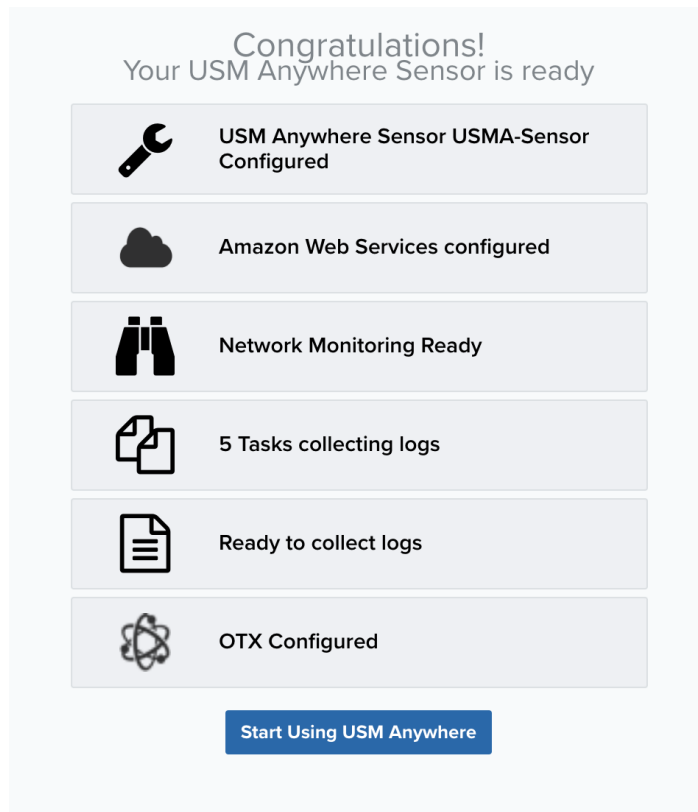 Congratulations!
Your USM Anywhere Sensor is ready
USM Anywhere Sensor USMA-Sensor
Configured
Amazon Web Services configured
Network Monitoring Ready
5 Tasks collecting logs
Ready to collect logs
OTX Configured
Start Using USM Anywhere